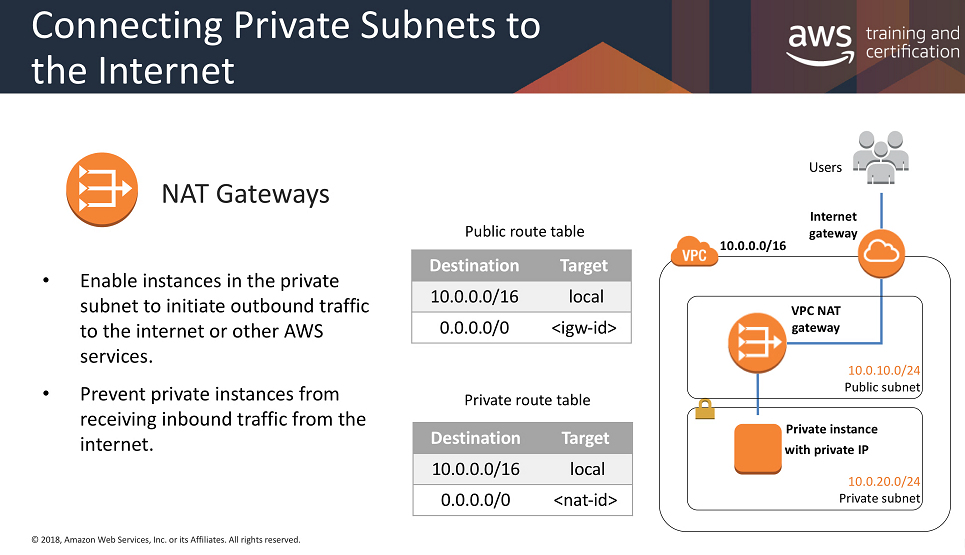 Connecting Private Subnets to
the Internet
aws training and
certification
NAT Gateways
• Enable instances in the private
subnet to initiate outbound traffic
to the internet or other AWS
services.
• Prevent private instances from
receiving inbound traffic from the
internet.
Public route table
Destination Target
10.0.0.0/16 local
0.0.0.0/0 <igw-id>
Private route table
Destination Target
10.0.0.0/16 local
0.0.0.0/0 <nat-id>
Users
Internet
gateway
VPC 10.0.0.0/16
VPC NAT
gateway
10.0.10.0/24
Public subnet
Private instance
with private IP
10.0.20.0/24
Private subnet
© 2018, Amazon Web Services, Inc. or its Affiliates. All rights reserved.